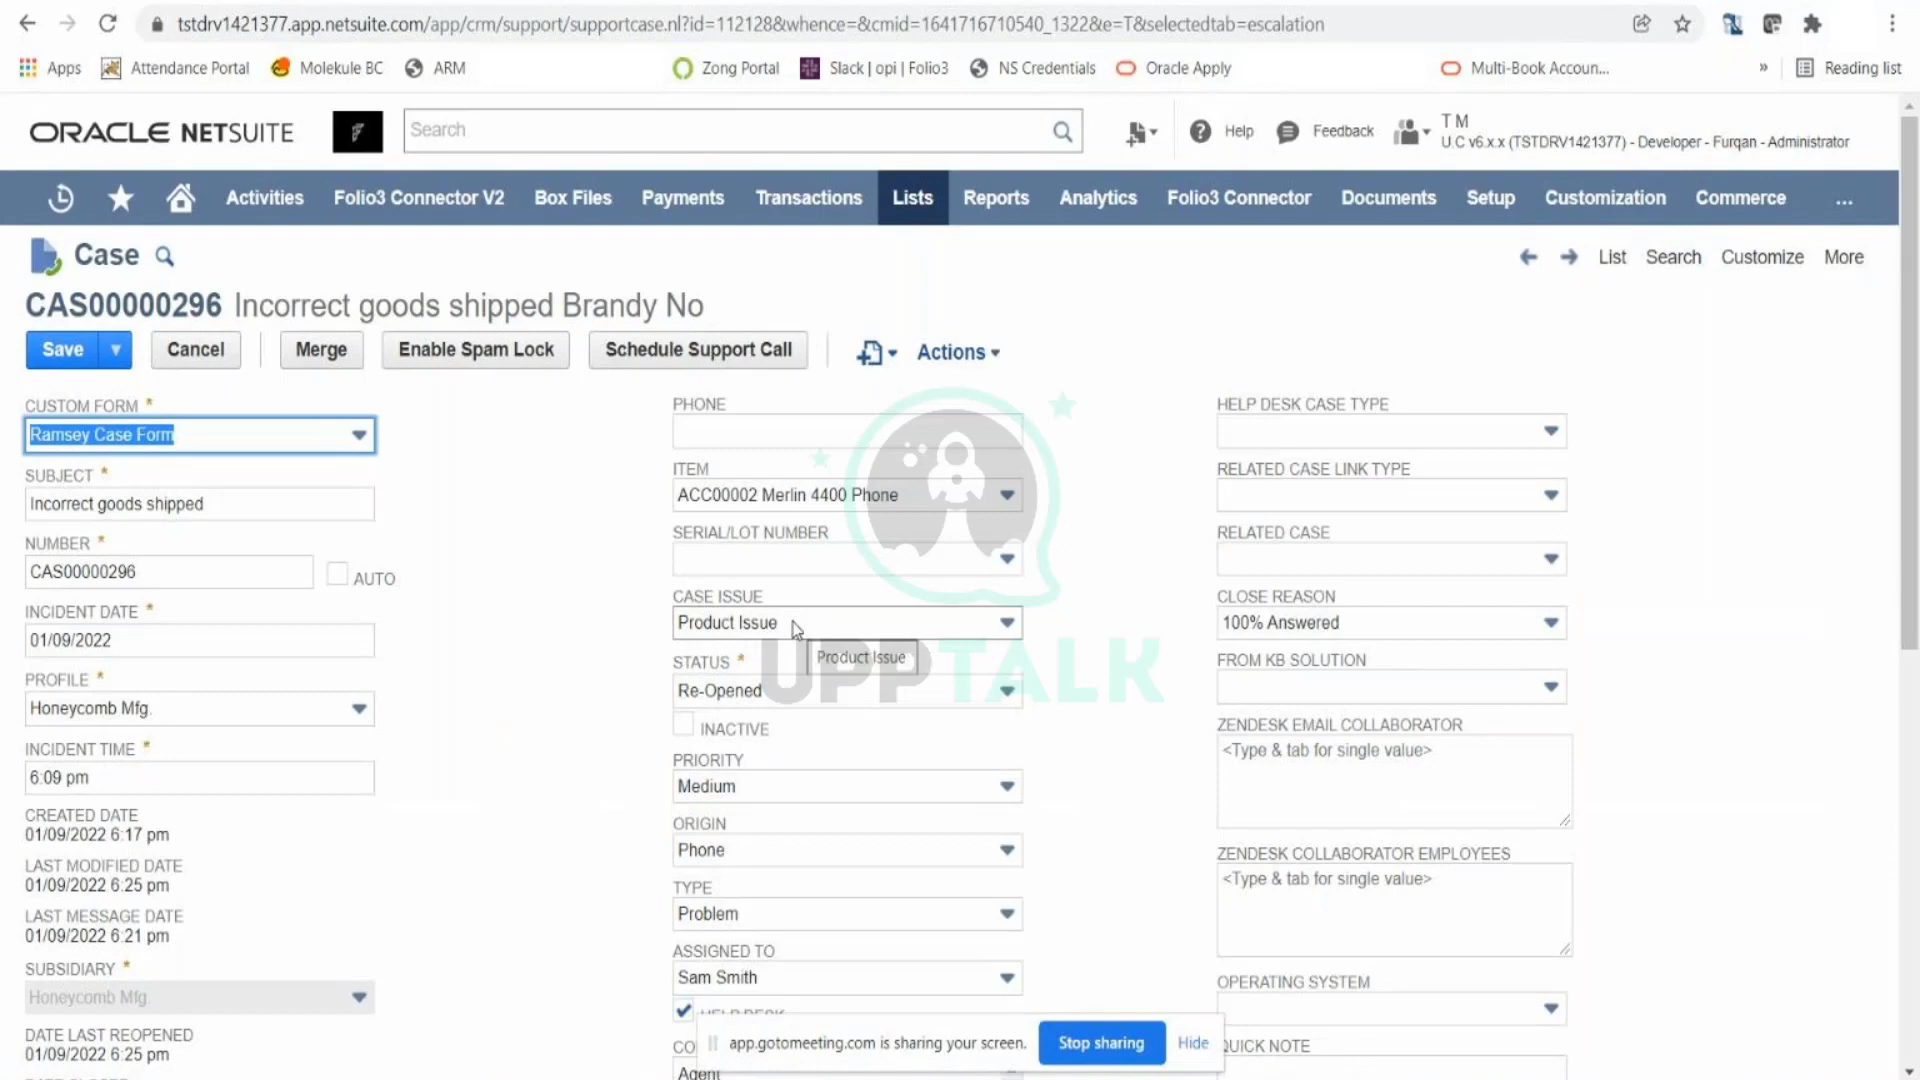 tstdrv1421377.app.netsuite.com/app/crm/support/supportcase.nl?id=112128&whence=&cmid=1641716710540_1322&e=T&selectedtab=escalation
Apps Attendance Portal Molekule BC ARM Zong Portal Slack | opi | Folio3 NS Credentials Oracle Apply Multi-Book Accoun... » Reading list
ORACLE NETSUITE Search Help Feedback T M
U.C v6.x.x (TSTDRV1421377) - Developer - Furqan - Administrator
Activities Folio3 Connector V2 Box Files Payments Transactions Lists Reports Analytics Folio3 Connector Documents Setup Customization Commerce ...
Case List Search Customize More
CAS00000296 Incorrect goods shipped Brandy No
Save Cancel Merge Enable Spam Lock Schedule Support Call Actions
CUSTOM FORM *
Ramsey Case Form
SUBJECT *
Incorrect goods shipped
NUMBER *
CAS00000296 AUTO
INCIDENT DATE *
01/09/2022
PROFILE *
Honeycomb Mfg.
INCIDENT TIME *
6:09 pm
CREATED DATE
01/09/2022 6:17 pm
LAST MODIFIED DATE
01/09/2022 6:25 pm
LAST MESSAGE DATE
01/09/2022 6:21 pm
SUBSIDIARY *
Honeycomb Mfg.
DATE LAST REOPENED
01/09/2022 6:25 pm
PHONE
ITEM
ACC00002 Merlin 4400 Phone
SERIAL/LOT NUMBER
CASE ISSUE
Product Issue
Product Issue
STATUS *
Re-Opened
INACTIVE
PRIORITY
Medium
ORIGIN
Phone
TYPE
Problem
ASSIGNED TO
Sam Smith
HELP DESK
CO
Agent
HELP DESK CASE TYPE
RELATED CASE LINK TYPE
RELATED CASE
CLOSE REASON
100% Answered
FROM KB SOLUTION
ZENDESK EMAIL COLLABORATOR
<Type & tab for single value>
ZENDESK COLLABORATOR EMPLOYEES
<Type & tab for single value>
OPERATING SYSTEM
QUICK NOTE
UPPTALK
app.gotomeeting.com is sharing your screen. Stop sharing Hide